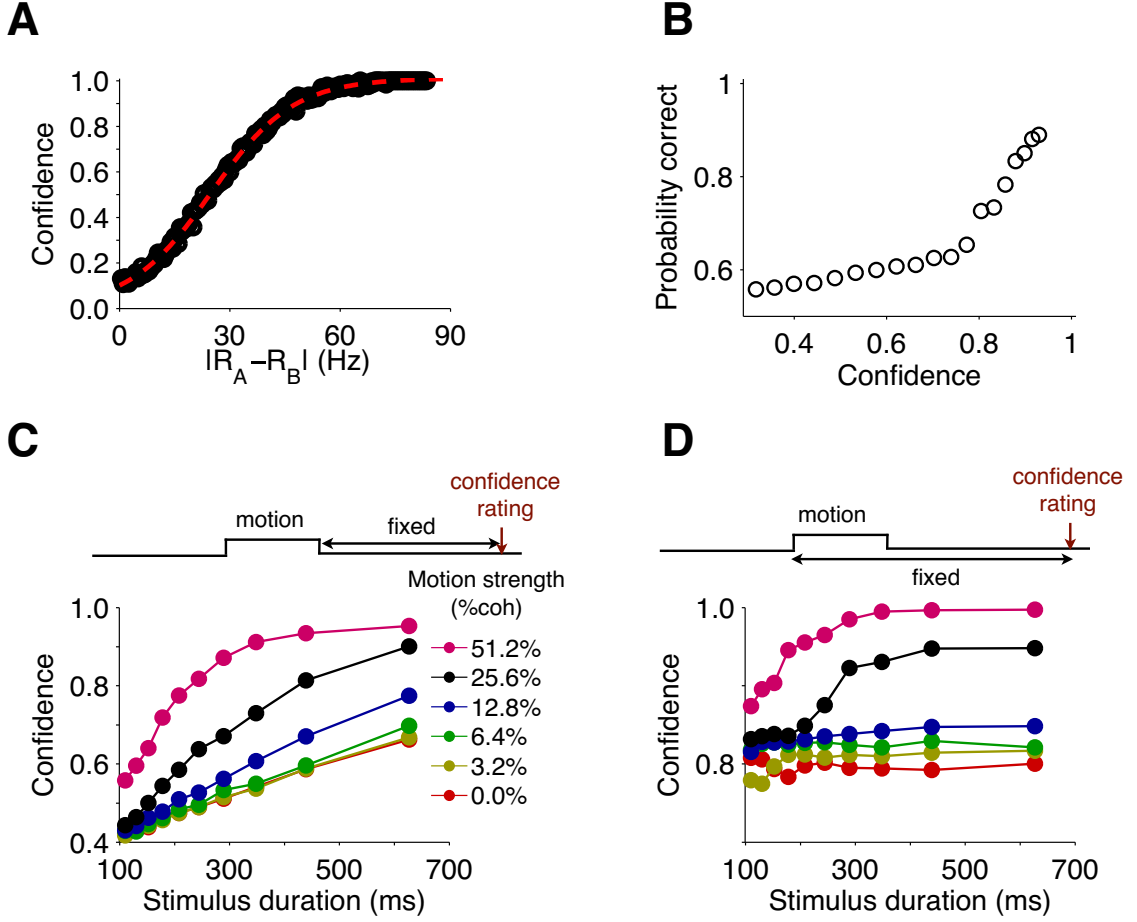 A
1.0
0.8
0.6
0.4
0.2
0.0
Confidence
0 30 60 90
|R_A–R_B| (Hz)
B
1
0.8
0.6
Probability correct
0.4 0.6 0.8 1
Confidence
C
confidence
rating
motion
fixed
Motion strength
(%coh)
51.2%
25.6%
12.8%
6.4%
3.2%
0.0%
1.0
0.8
0.6
0.4
Confidence
100 300 500 700
Stimulus duration (ms)
D
confidence
rating
motion
fixed
1.0
0.8
Confidence
100 300 500 700
Stimulus duration (ms)